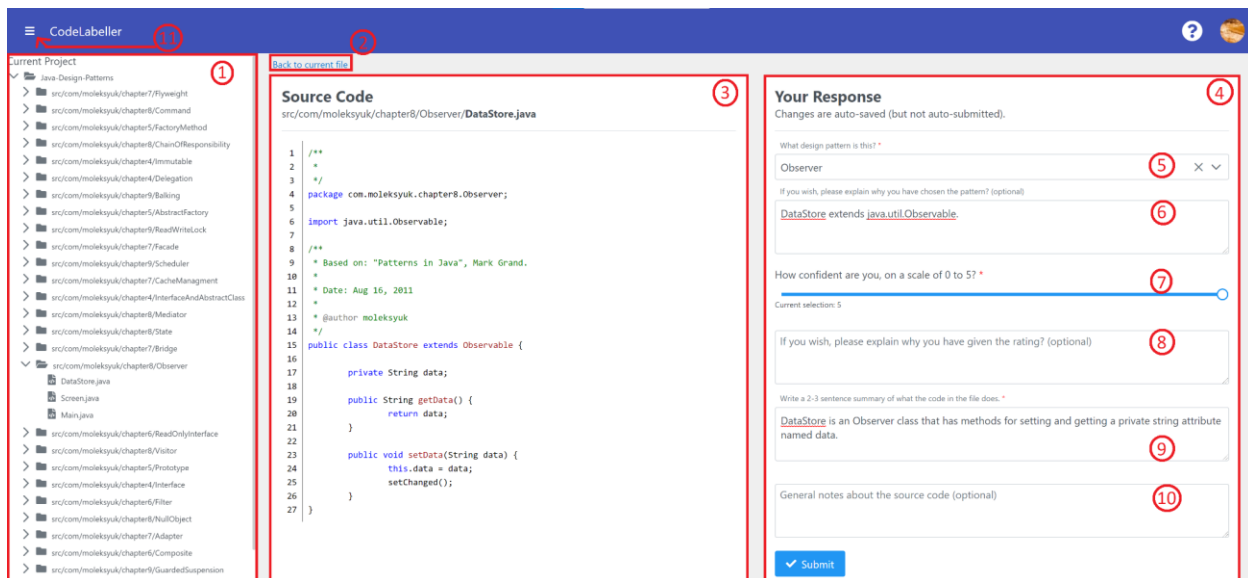 CodeLabeller
?
11
2
Current Project
1
Java-Design-Patterns
src/com/moleksyuk/chapter7/Flyweight
src/com/moleksyuk/chapter8/Command
src/com/moleksyuk/chapter5/FactoryMethod
src/com/moleksyuk/chapter8/ChainOfResponsibility
src/com/moleksyuk/chapter4/Immutable
src/com/moleksyuk/chapter4/Delegation
src/com/moleksyuk/chapter9/Balking
src/com/moleksyuk/chapter5/AbstractFactory
src/com/moleksyuk/chapter9/ReadWriteLock
src/com/moleksyuk/chapter7/Facade
src/com/moleksyuk/chapter9/Scheduler
src/com/moleksyuk/chapter7/CacheManagment
src/com/moleksyuk/chapter4/InterfaceAndAbstractClass
src/com/moleksyuk/chapter8/Mediator
src/com/moleksyuk/chapter8/State
src/com/moleksyuk/chapter7/Bridge
src/com/moleksyuk/chapter8/Observer
DataStore.java
Screen.java
Main.java
src/com/moleksyuk/chapter6/ReadOnlyInterface
src/com/moleksyuk/chapter8/Visitor
src/com/moleksyuk/chapter5/Prototype
src/com/moleksyuk/chapter4/Interface
src/com/moleksyuk/chapter6/Filter
src/com/moleksyuk/chapter8/NullObject
src/com/moleksyuk/chapter7/Adapter
src/com/moleksyuk/chapter6/Composite
src/com/moleksyuk/chapter9/GuardedSuspension
Back to current file
Source Code
3
src/com/moleksyuk/chapter8/Observer/DataStore.java
1 /**
2 *
3 */
4 package com.moleksyuk.chapter8.Observer;
5
6 import java.util.Observable;
7
8 /**
9 * Based on: "Patterns in Java", Mark Grand.
10 *
11 * Date: Aug 16, 2011
12 *
13 * @author moleksyuk
14 */
15 public class DataStore extends Observable {
16
17 private String data;
18
19 public String getData() {
20 return data;
21 }
22
23 public void setData(String data) {
24 this.data = data;
25 setChanged();
26 }
27 }
Your Response
4
Changes are auto-saved (but not auto-submitted).
What design pattern is this? *
Observer
5
If you wish, please explain why you have chosen the pattern? (optional)
DataStore extends java.util.Observable.
6
How confident are you, on a scale of 0 to 5? *
7
Current selection: 5
If you wish, please explain why you have given the rating? (optional)
8
Write a 2-3 sentence summary of what the code in the file does. *
DataStore is an Observer class that has methods for setting and getting a private string attribute
named data.
9
General notes about the source code (optional)
10
Submit